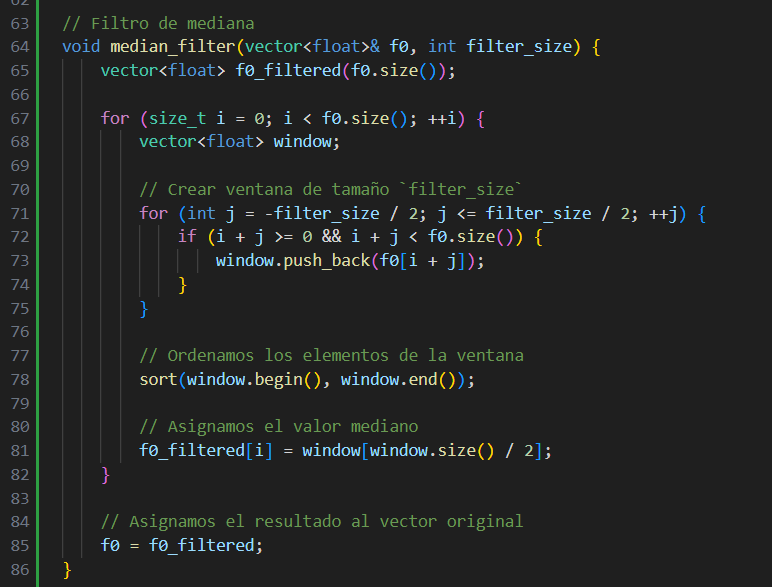 62
63 // Filtro de mediana
64 void median_filter(vector<float>& f0, int filter_size) {
65     vector<float> f0_filtered(f0.size());
66
67     for (size_t i = 0; i < f0.size(); ++i) {
68         vector<float> window;
69
70         // Crear ventana de tamaño `filter_size`
71         for (int j = -filter_size / 2; j <= filter_size / 2; ++j) {
72             if (i + j >= 0 && i + j < f0.size()) {
73                 window.push_back(f0[i + j]);
74             }
75         }
76
77         // Ordenamos los elementos de la ventana
78         sort(window.begin(), window.end());
79
80         // Asignamos el valor mediano
81         f0_filtered[i] = window[window.size() / 2];
82     }
83
84     // Asignamos el resultado al vector original
85     f0 = f0_filtered;
86 }